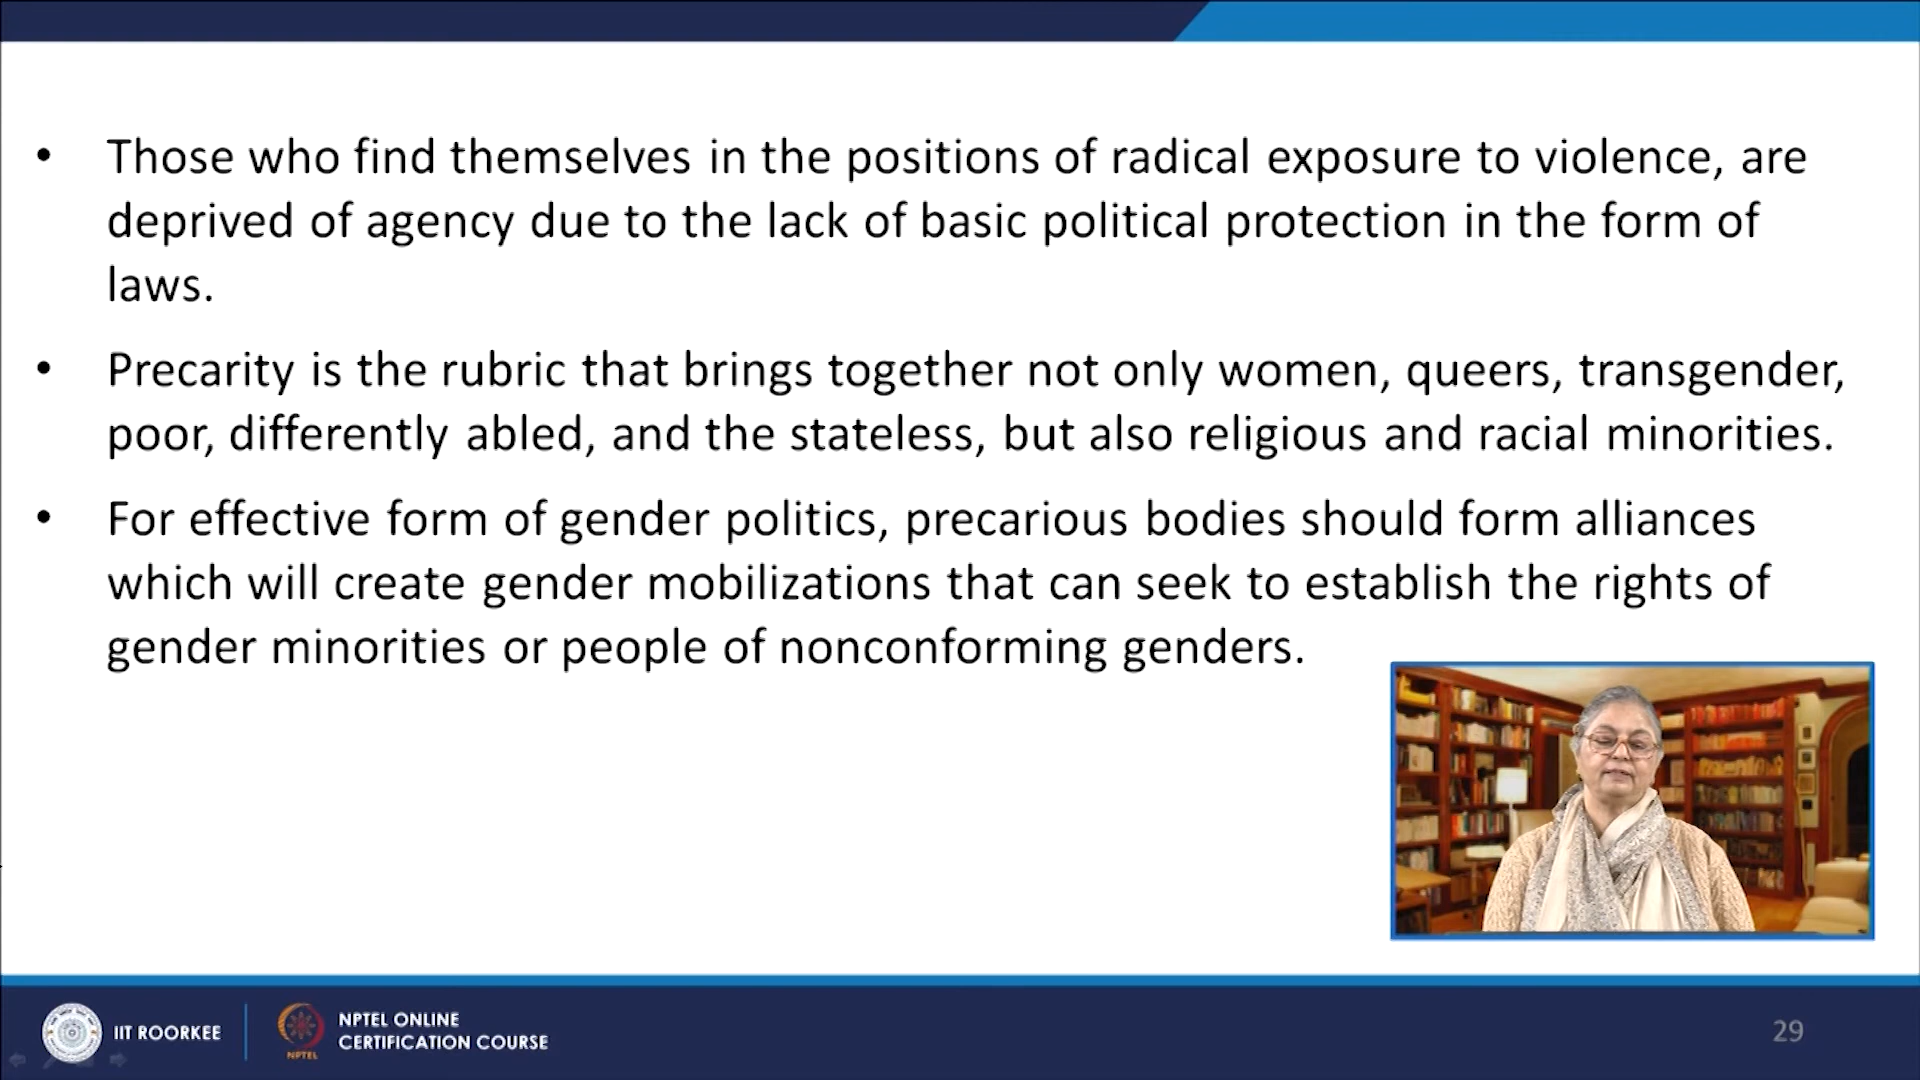 • Those who find themselves in the positions of radical exposure to violence, are
deprived of agency due to the lack of basic political protection in the form of
laws.
• Precarity is the rubric that brings together not only women, queers, transgender,
poor, differently abled, and the stateless, but also religious and racial minorities.
• For effective form of gender politics, precarious bodies should form alliances
which will create gender mobilizations that can seek to establish the rights of
gender minorities or people of nonconforming genders.
IIT ROORKEE
NPTEL
NPTEL ONLINE
CERTIFICATION COURSE
29